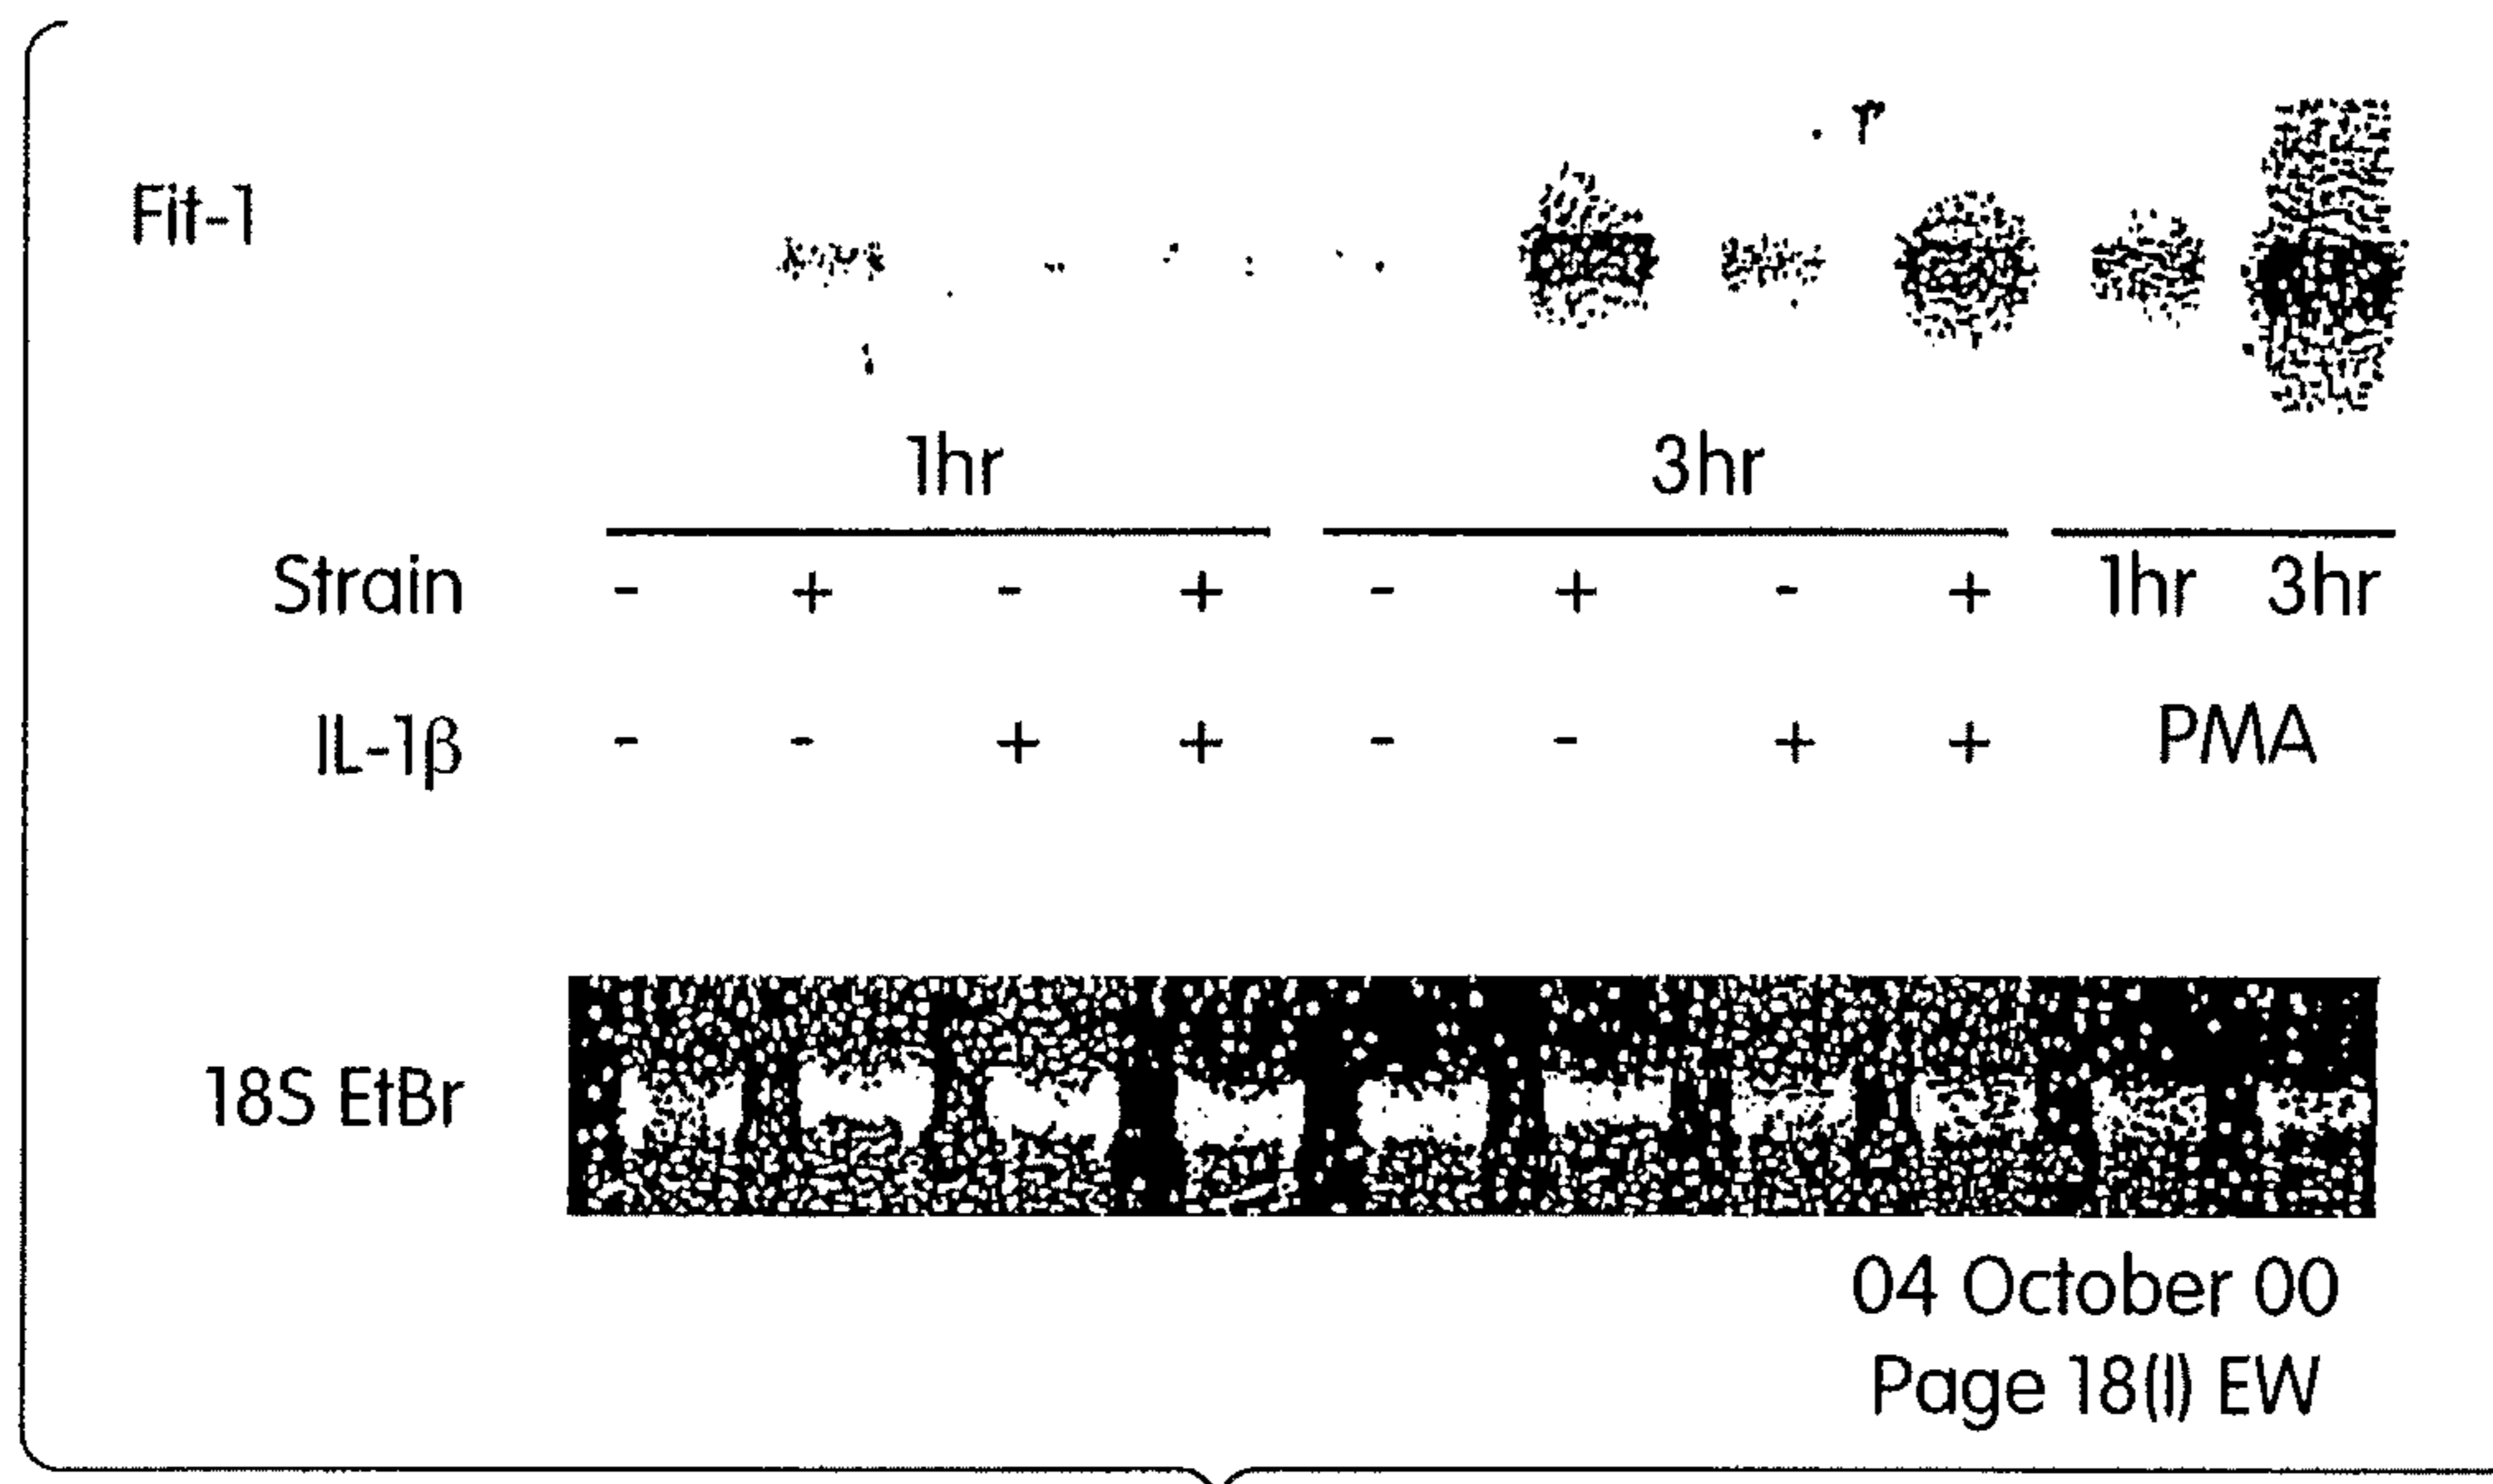 Fit-1
1hr 3hr
Strain - + - + - + - + 1hr 3hr
IL-1β - - + + - - + + PMA
18S EtBr
04 October 00
Page 18(I) EW